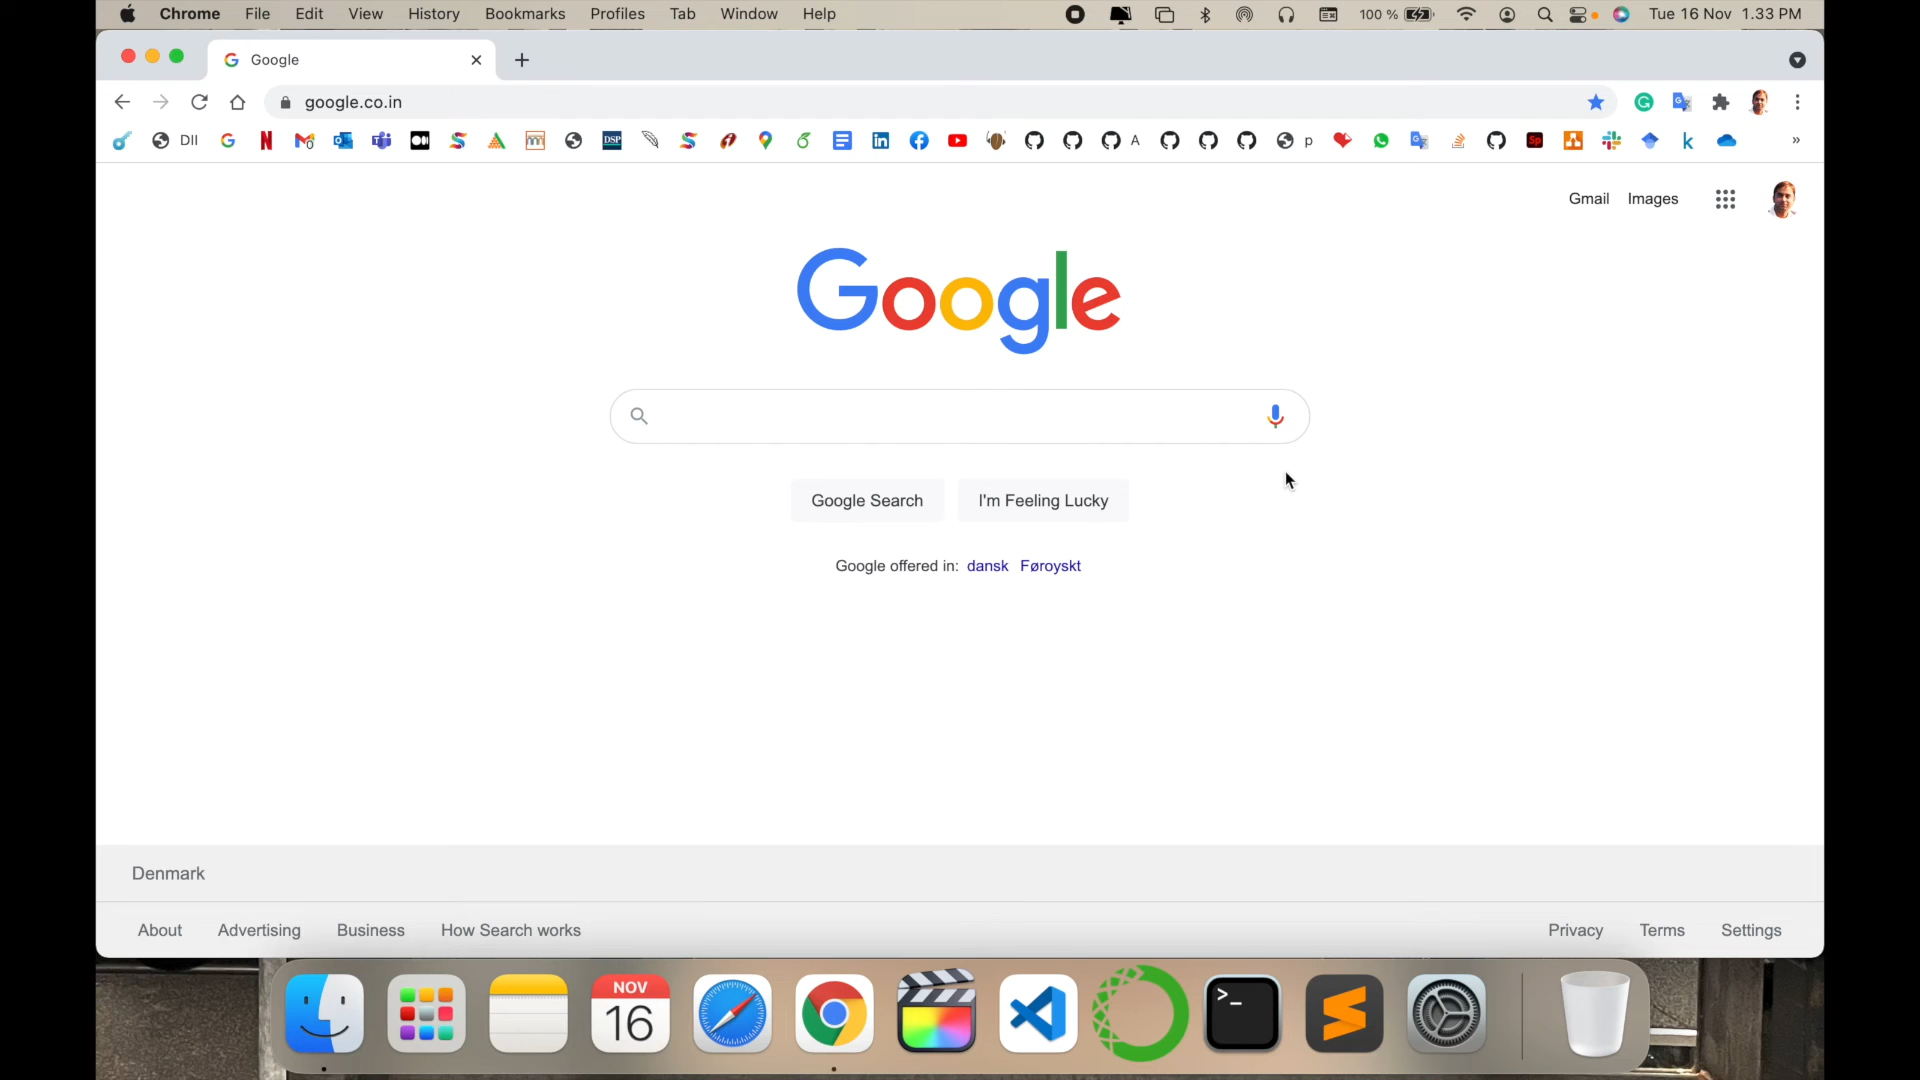 Chrome File Edit View History Bookmarks Profiles Tab Window Help 100 % Tue 16 Nov 1.33 PM
Google
google.co.in
DII DSP A p Sp k
Gmail Images
Google
Google Search I'm Feeling Lucky
Google offered in: dansk Føroyskt
Denmark
About Advertising Business How Search works Privacy Terms Settings
NOV
16
>_